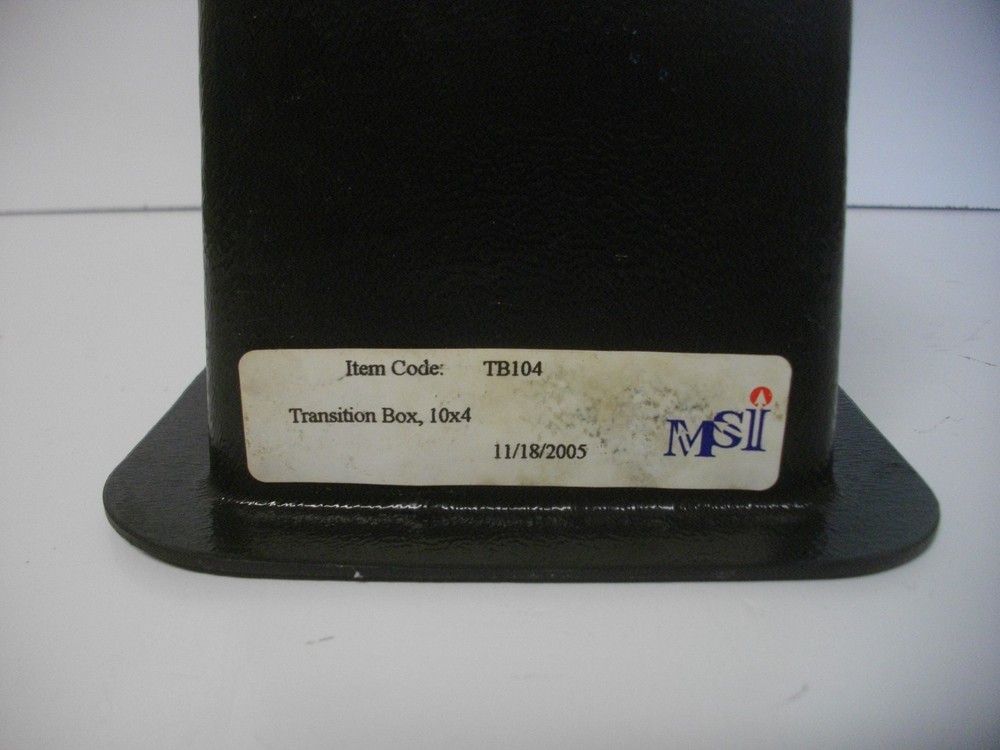 Item Code: TB104
Transition Box, 10x4
11/18/2005
MSI